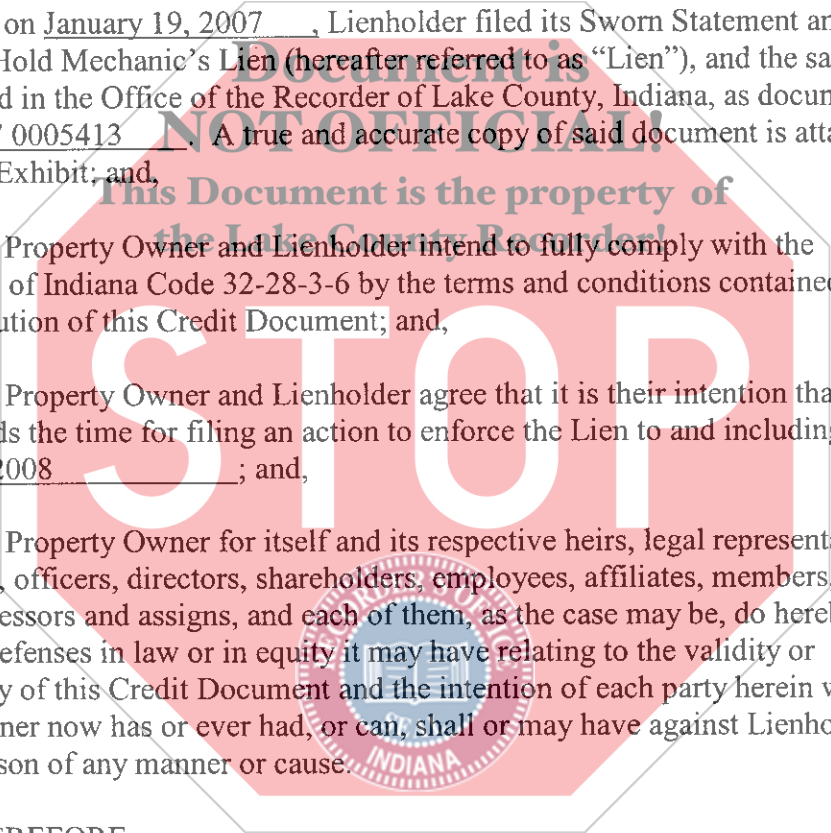 on January 19, 2007 , Lienholder filed its Sworn Statement an
Hold Mechanic's Lien (hereafter referred to as “Lien”), and the sa
Document is
d in the Office of the Recorder of Lake County, Indiana, as docum
0005413 . A true and accurate copy of said document is atta
NOT OFFICIAL!
Exhibit; and,
This Document is the property of
the Lake County Recorder!
Property Owner and Lienholder intend to fully comply with the
of Indiana Code 32-28-3-6 by the terms and conditions contained
ution of this Credit Document; and,
Property Owner and Lienholder agree that it is their intention tha
ds the time for filing an action to enforce the Lien to and including
2008 ; and,
STOP
Property Owner for itself and its respective heirs, legal represent
, officers, directors, shareholders, employees, affiliates, members,
essors and assigns, and each of them, as the case may be, do hereb
efenses in law or in equity it may have relating to the validity or
y of this Credit Document and the intention of each party herein w
ner now has or ever had, or can, shall or may have against Lienho
son of any manner or cause.
RECORDER'S OFFICE
SEAL
INDIANA
EREFORE